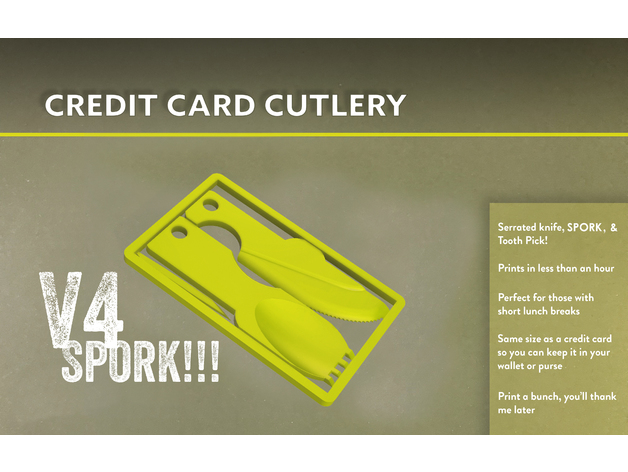 CREDIT CARD CUTLERY
V4
SPORK!!!
Serrated knife, SPORK, &
Tooth Pick!
Prints in less than an hour
Perfect for those with
short lunch breaks
Same size as a credit card
so you can keep it in your
wallet or purse
Print a bunch, you'll thank
me later